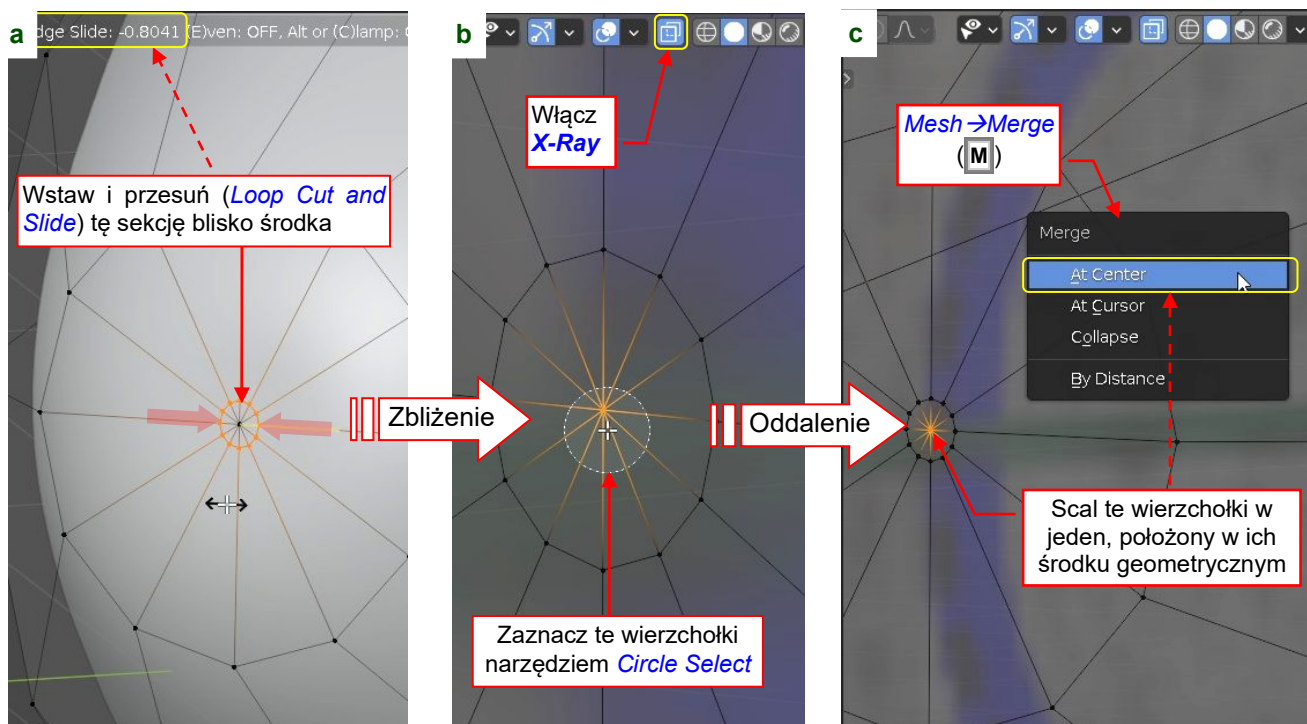 a
dge Slide: -0.8041 (E)ven: OFF, Alt or (C)lamp:
Wstaw i przesuń (Loop Cut and
Slide) tę sekcję blisko środka
Zbliżenie
b
Włącz
X-Ray
Zaznacz te wierzchołki
narzędziem Circle Select
Oddalenie
c
Mesh→Merge
(M)
Merge
At Center
At Cursor
Collapse
By Distance
Scal te wierzchołki w
jeden, położony w ich
środku geometrycznym